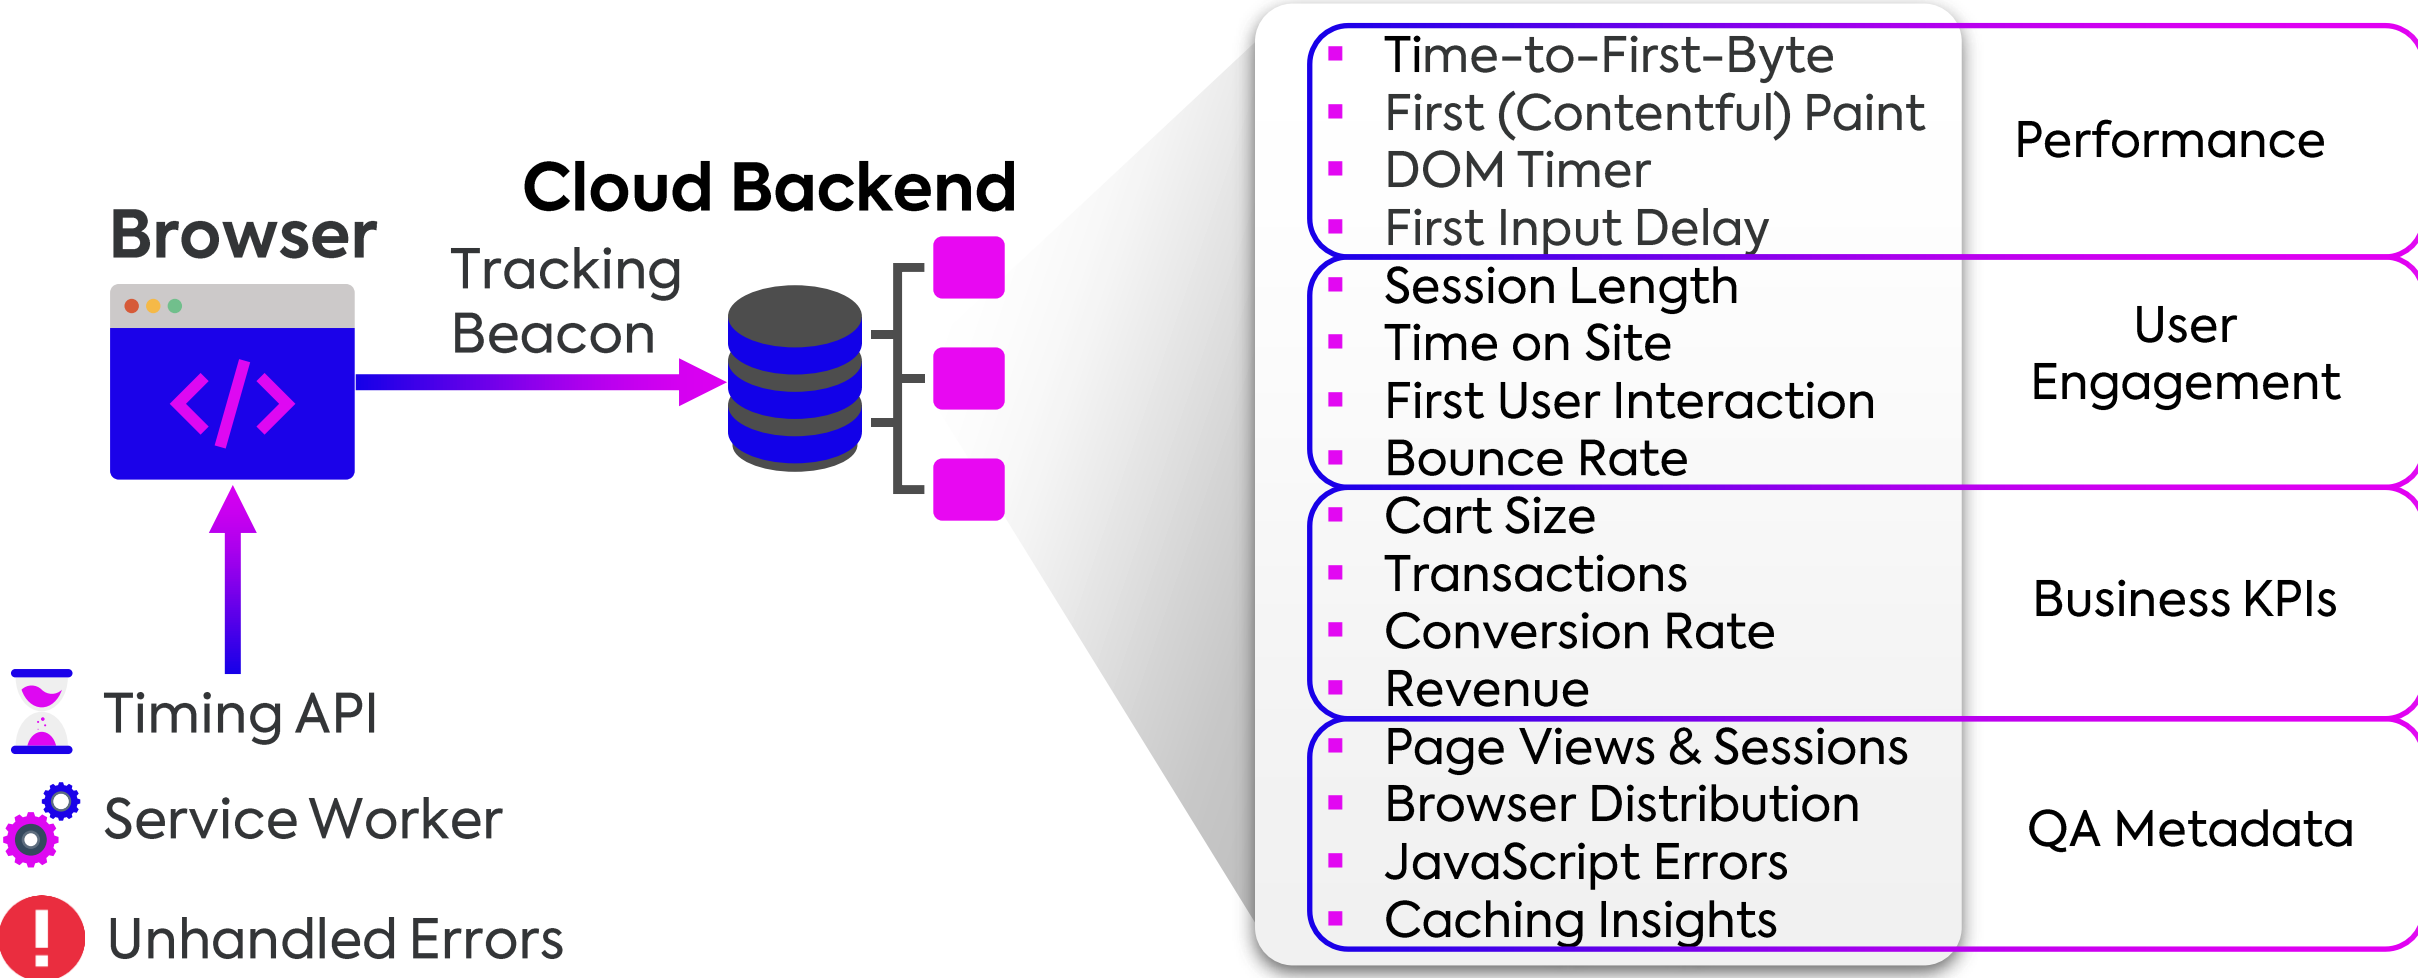 Browser
Cloud Backend
Tracking
Beacon
Timing API
Service Worker
Unhandled Errors
Time-to-First-Byte
First (Contentful) Paint
DOM Timer
First Input Delay
Performance
Session Length
Time on Site
First User Interaction
Bounce Rate
User
Engagement
Cart Size
Transactions
Conversion Rate
Revenue
Business KPIs
Page Views & Sessions
Browser Distribution
JavaScript Errors
Caching Insights
QA Metadata